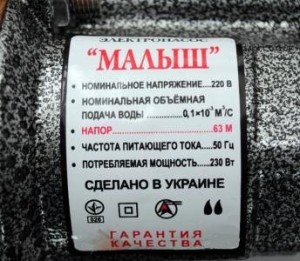 ЭЛЕКТРОНАСОС
“МАЛЫШ”
• НОМИНАЛЬНОЕ НАПРЯЖЕНИЕ....220 В
• НОМИНАЛЬНАЯ ОБЪЁМНАЯ
ПОДАЧА ВОДЫ ............ 0,1×10⁻³ М³/С
• НАПОР............................... 63 М
• ЧАСТОТА ПИТАЮЩЕГО ТОКА....50 Гц
• ПОТРЕБЛЯЕМАЯ МОЩНОСТЬ....230 Вт
СДЕЛАНО В УКРАИНЕ
ГАРАНТИЯ
КАЧЕСТВА